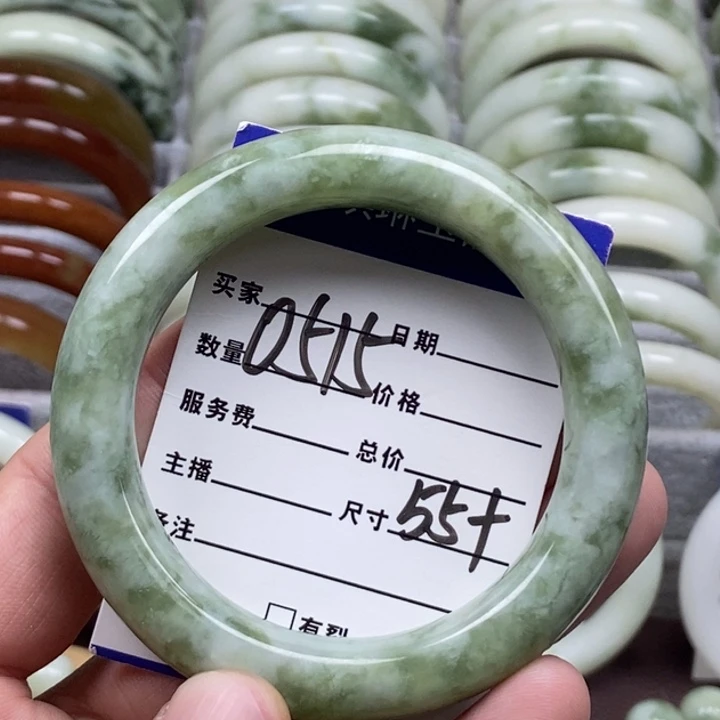 买家 0515 日期
数量 价格
服务费 总价
主播 尺寸 55+
备注
有裂